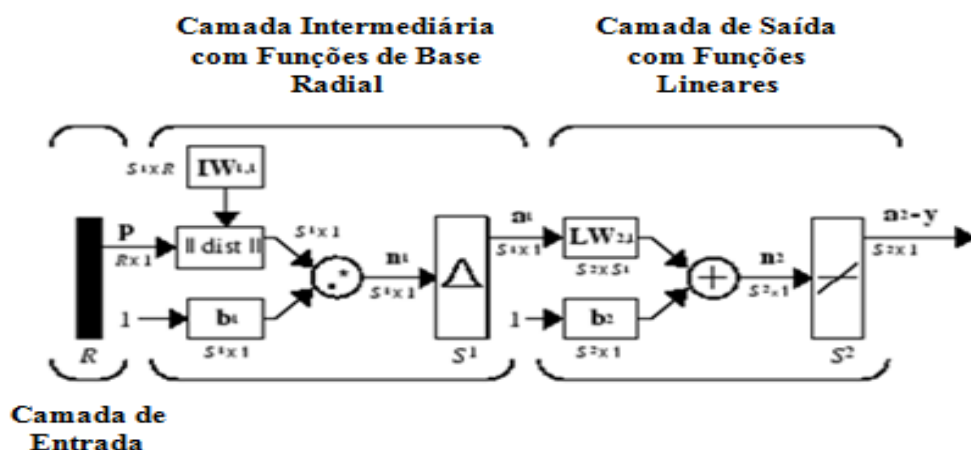 Camada Intermediária
com Funções de Base
Radial
Camada de Saída
com Funções
Lineares
S¹xR
IW₁,₁
P
Rx1
|| dist ||
S¹x1
1
b₁
S¹x1
R
.*
n₁
S¹x1
S¹
a₁
S¹x1
LW₂,₁
S²xS¹
1
b₂
S²x1
+
n₂
S²x1
S²
a²-y
S²x1
Camada de
Entrada